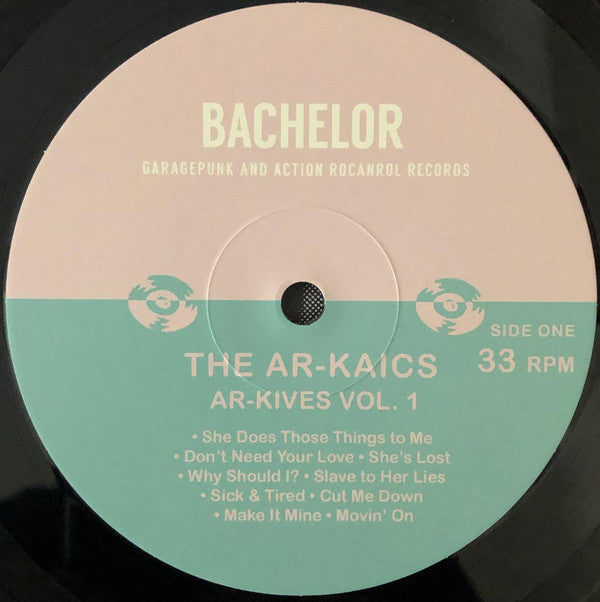 BACHELOR
GARAGEPUNK AND ACTION ROCANROL RECORDS
SIDE ONE
33 RPM
THE AR-KAICS
AR-KIVES VOL. 1
• She Does Those Things to Me
• Don't Need Your Love • She's Lost
• Why Should I? • Slave to Her Lies
• Sick & Tired • Cut Me Down
• Make It Mine • Movin' On